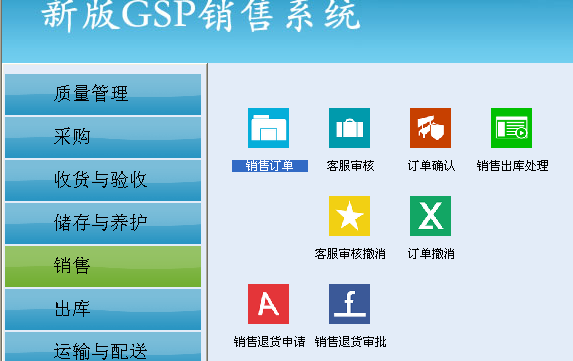 新版GSP销售系统
质量管理
采购
收货与验收
储存与养护
销售
出库
运输与配送
销售订单 客服审核 订单确认 销售出库处理
客服审核撤消 订单撤消
销售退货申请 销售退货审批